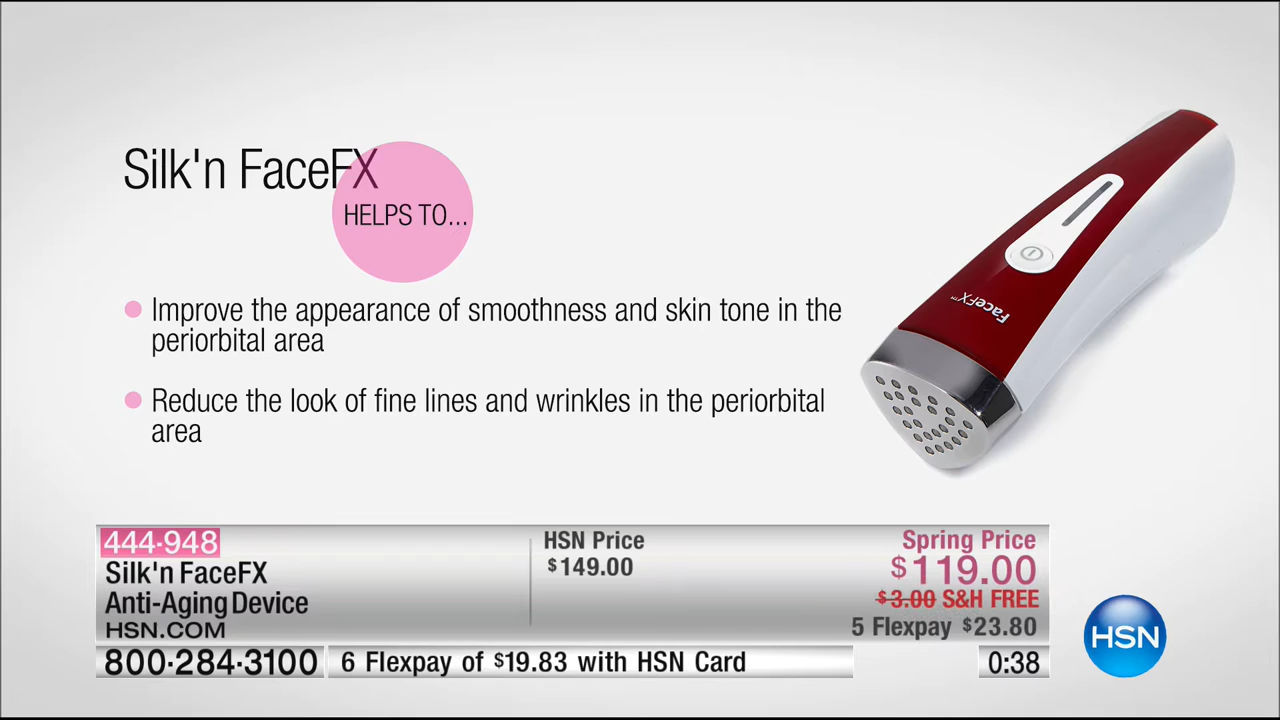 Silk'n FaceFX
HELPS TO...
Improve the appearance of smoothness and skin tone in the
periorbital area
Reduce the look of fine lines and wrinkles in the periorbital
area
FaceFX™
444-948
Silk'n FaceFX
Anti-Aging Device
HSN.COM
800-284-3100
HSN Price
$149.00
Spring Price
$119.00
$3.00 S&H FREE
5 Flexpay $23.80
6 Flexpay of $19.83 with HSN Card
0:38
HSN